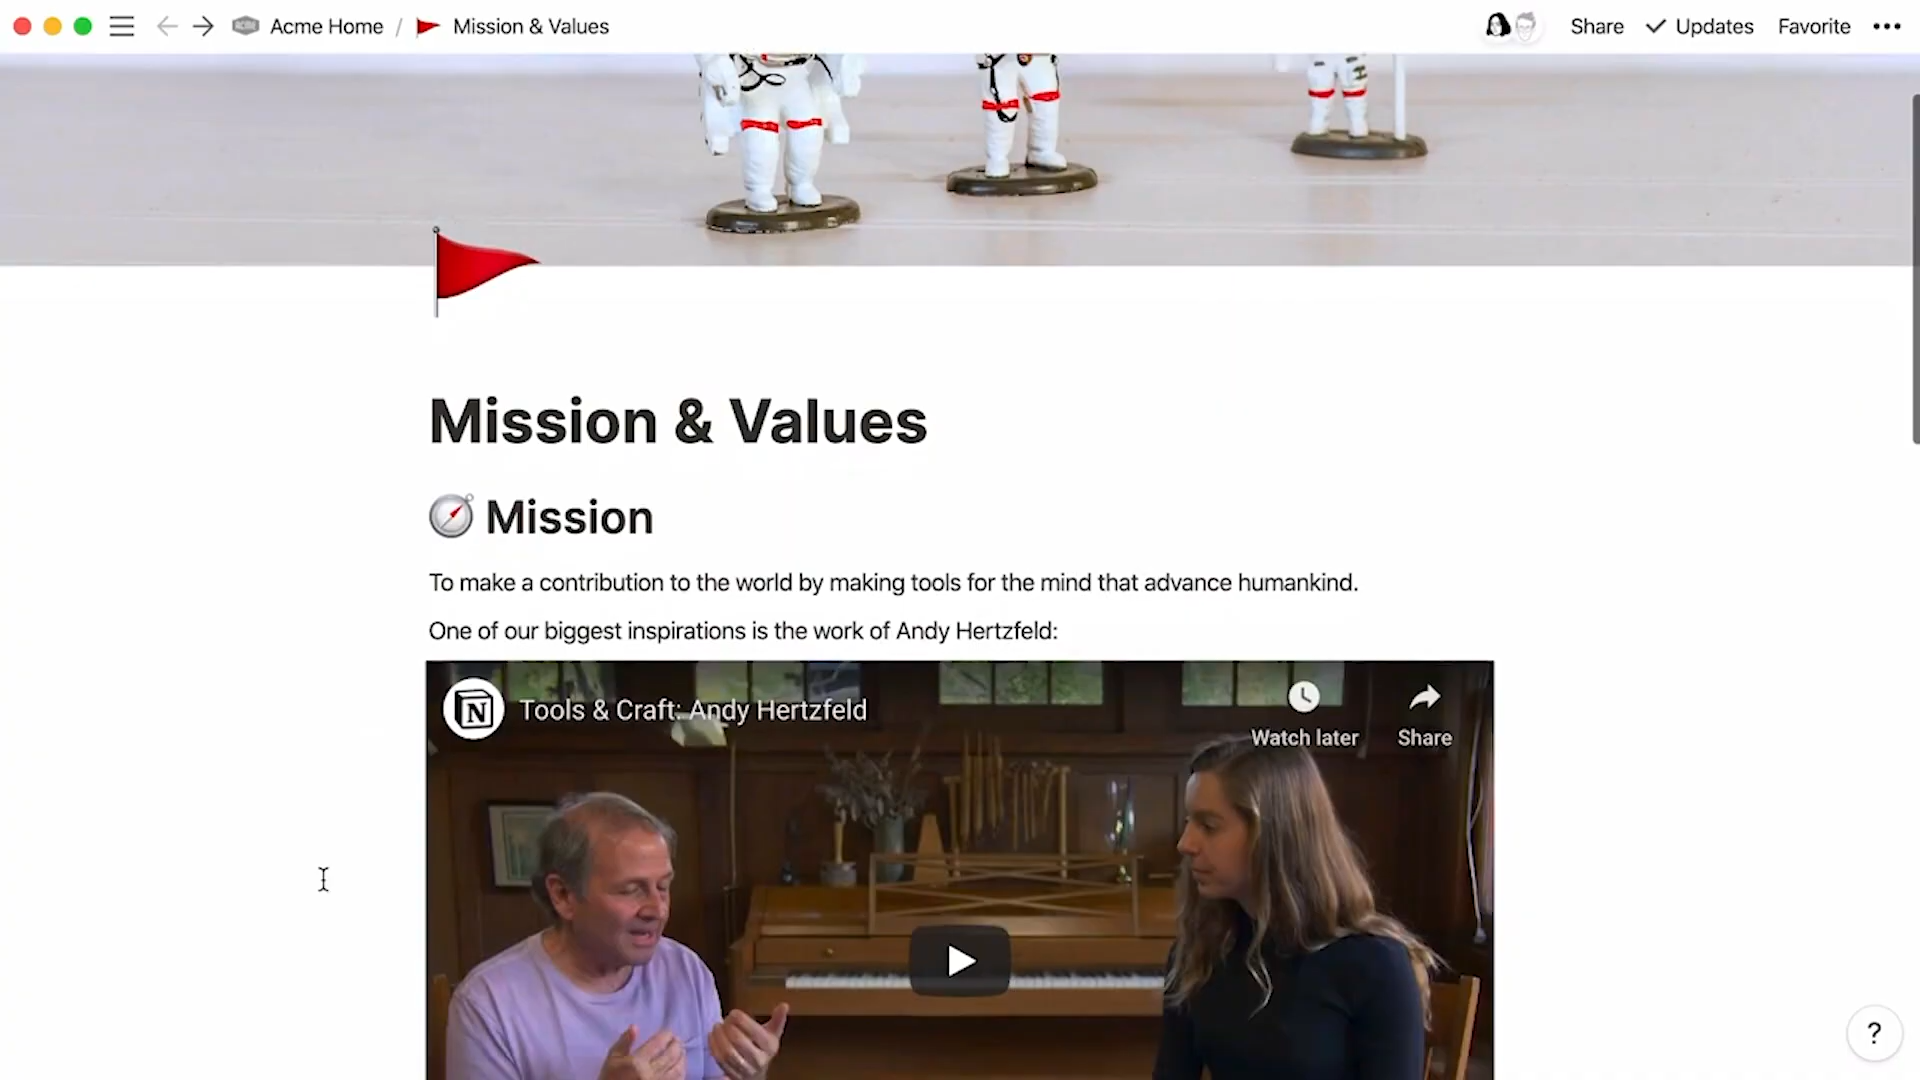 Acme Home / Mission & Values
Share Updates Favorite
Mission & Values
Mission
To make a contribution to the world by making tools for the mind that advance humankind.
One of our biggest inspirations is the work of Andy Hertzfeld:
N Tools & Craft: Andy Hertzfeld
Watch later Share
?